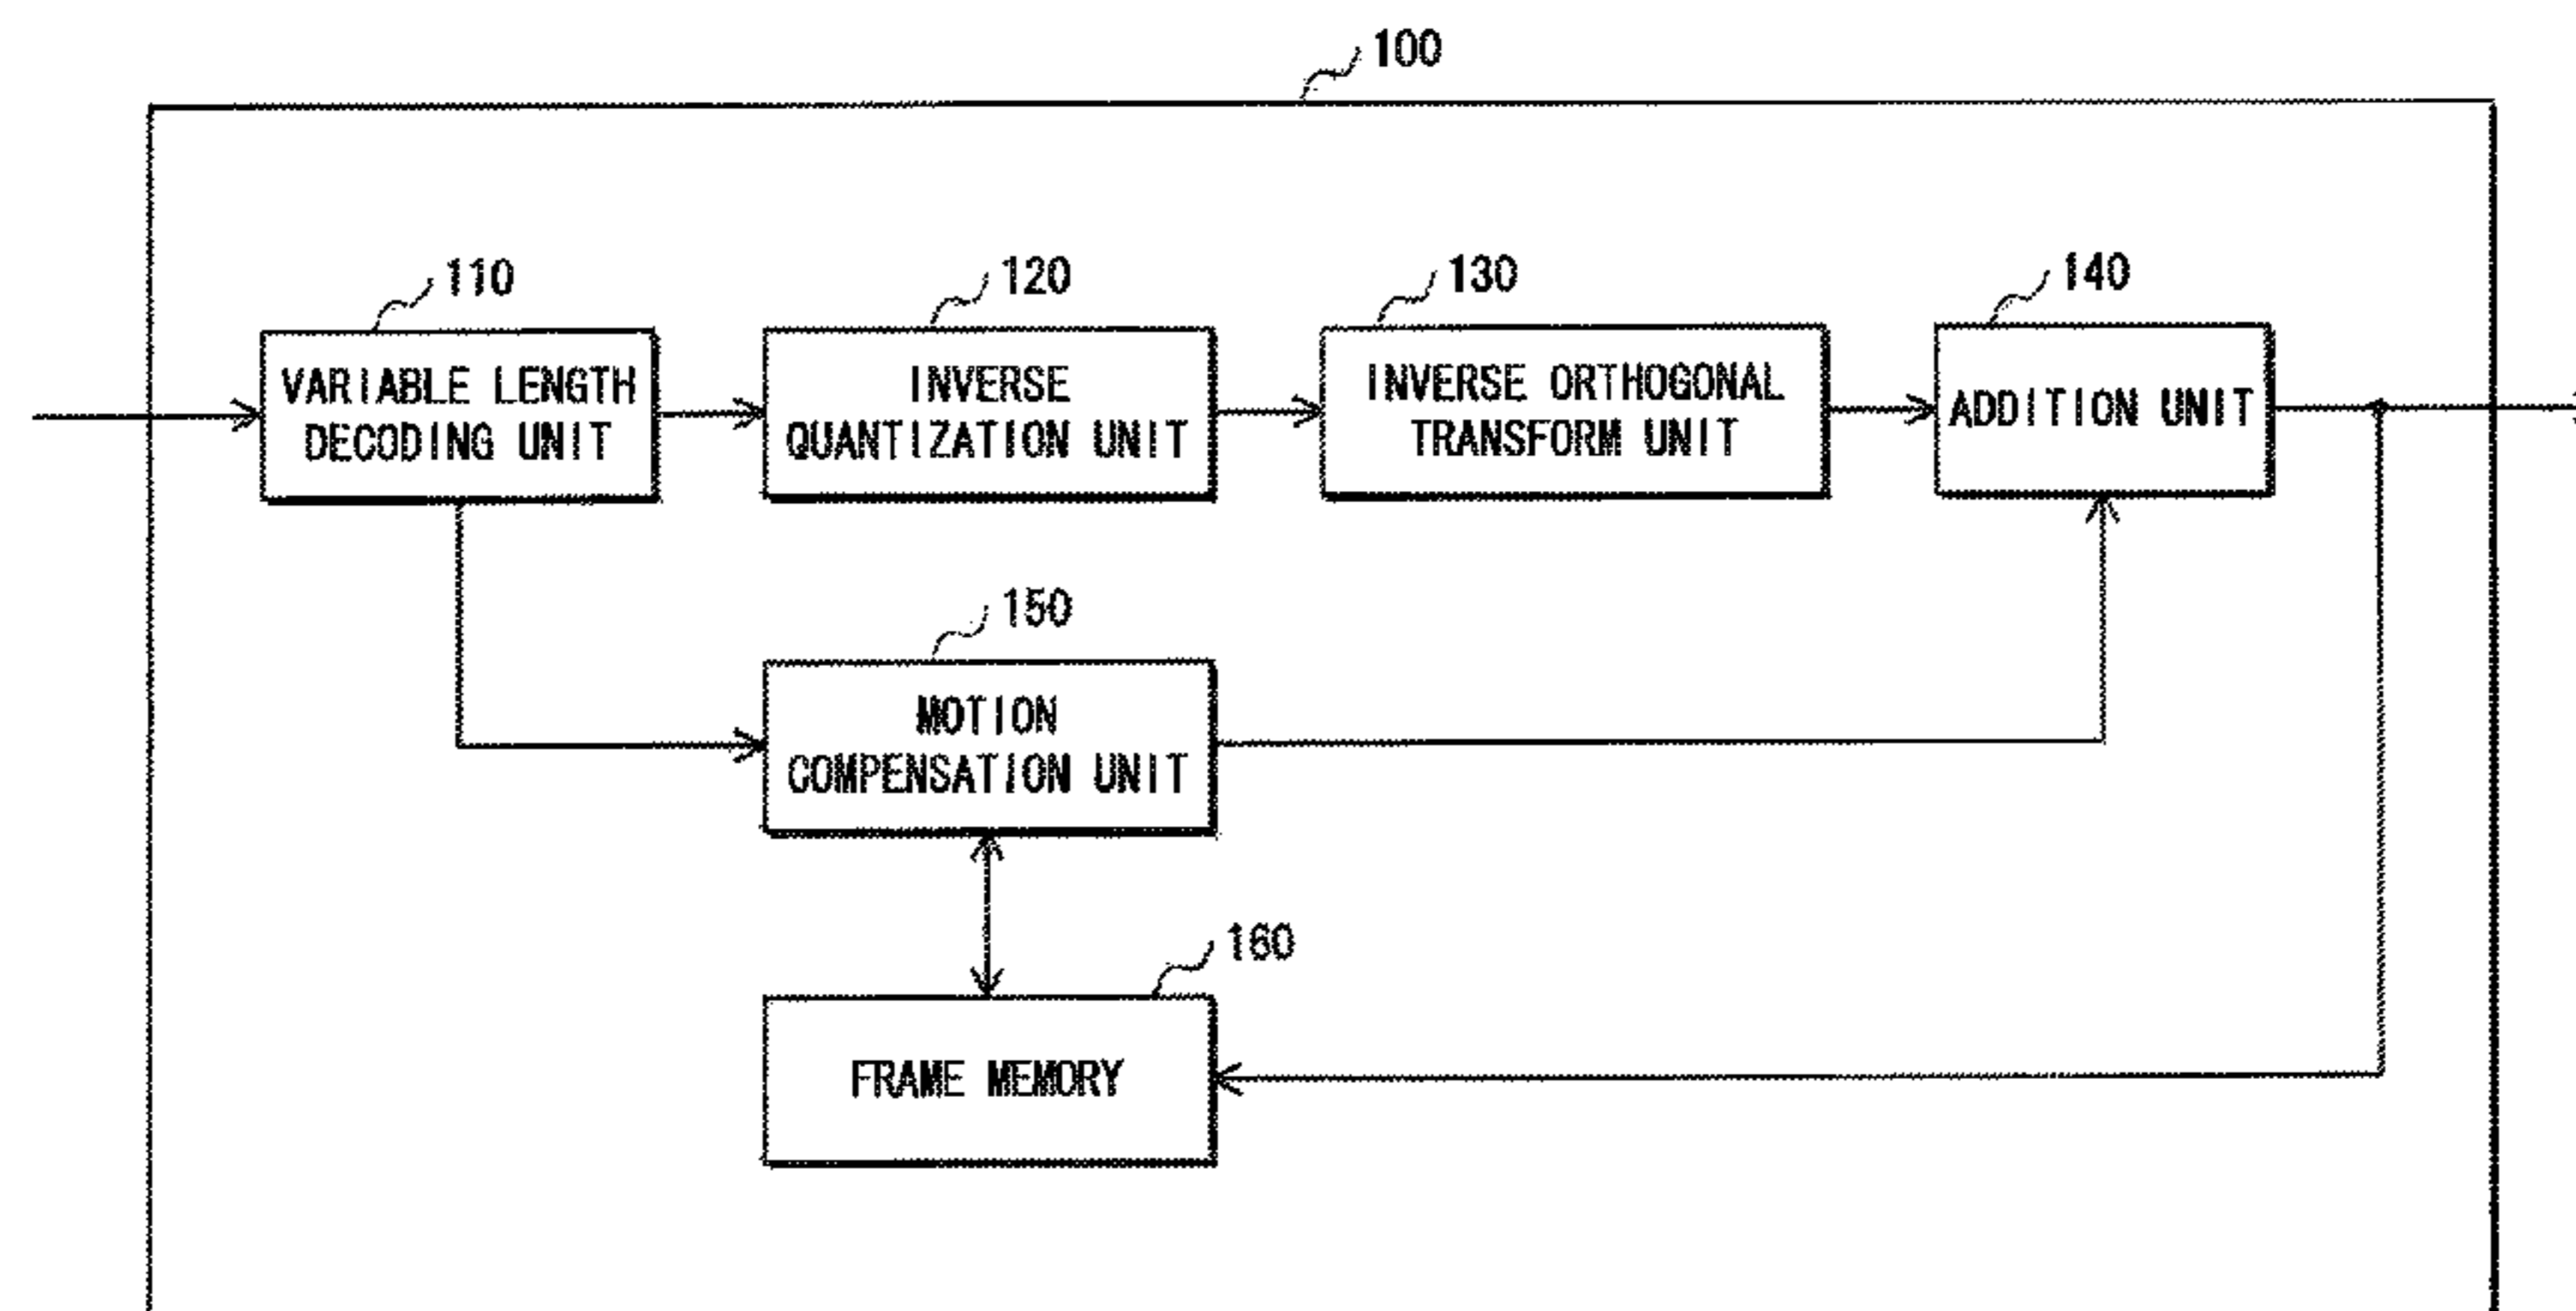 100
110
120
130
140
VARIABLE LENGTH
DECODING UNIT
INVERSE
QUANTIZATION UNIT
INVERSE ORTHOGONAL
TRANSFORM UNIT
ADDITION UNIT
150
MOTION
COMPENSATION UNIT
160
FRAME MEMORY